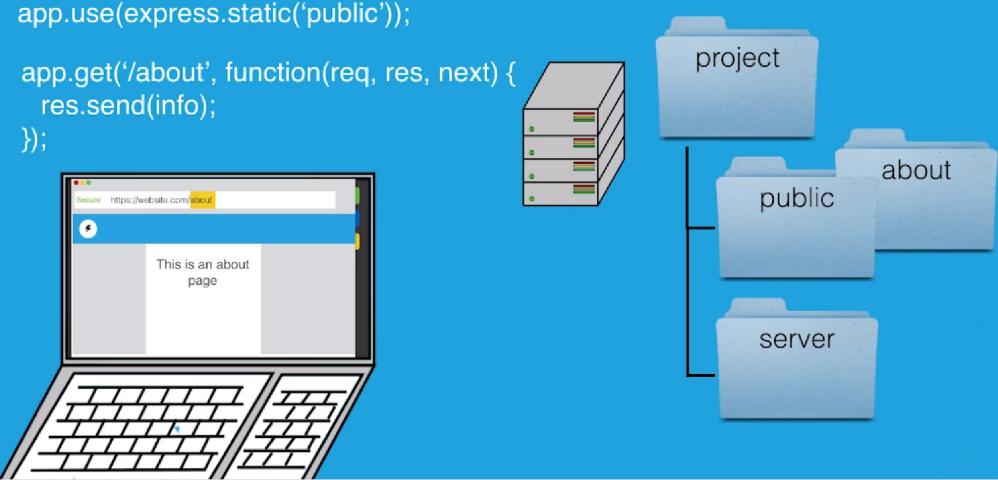 app.use(express.static(‘public’));
app.get(‘/about’, function(req, res, next) {
res.send(info);
});
project
about
public
server
Secure https://website.com/about
This is an about
page